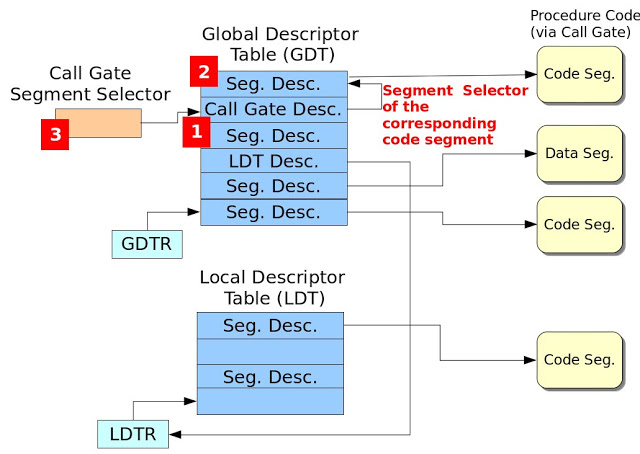 Procedure Code
(via Call Gate)
Global Descriptor
Table (GDT)
Call Gate
Segment Selector
2
Seg. Desc.
Code Seg.
Call Gate Desc.
Segment Selector
of the
corresponding
code segment
3
1
Seg. Desc.
LDT Desc.
Data Seg.
Seg. Desc.
Seg. Desc.
Code Seg.
GDTR
Local Descriptor
Table (LDT)
Seg. Desc.
Code Seg.
Seg. Desc.
LDTR